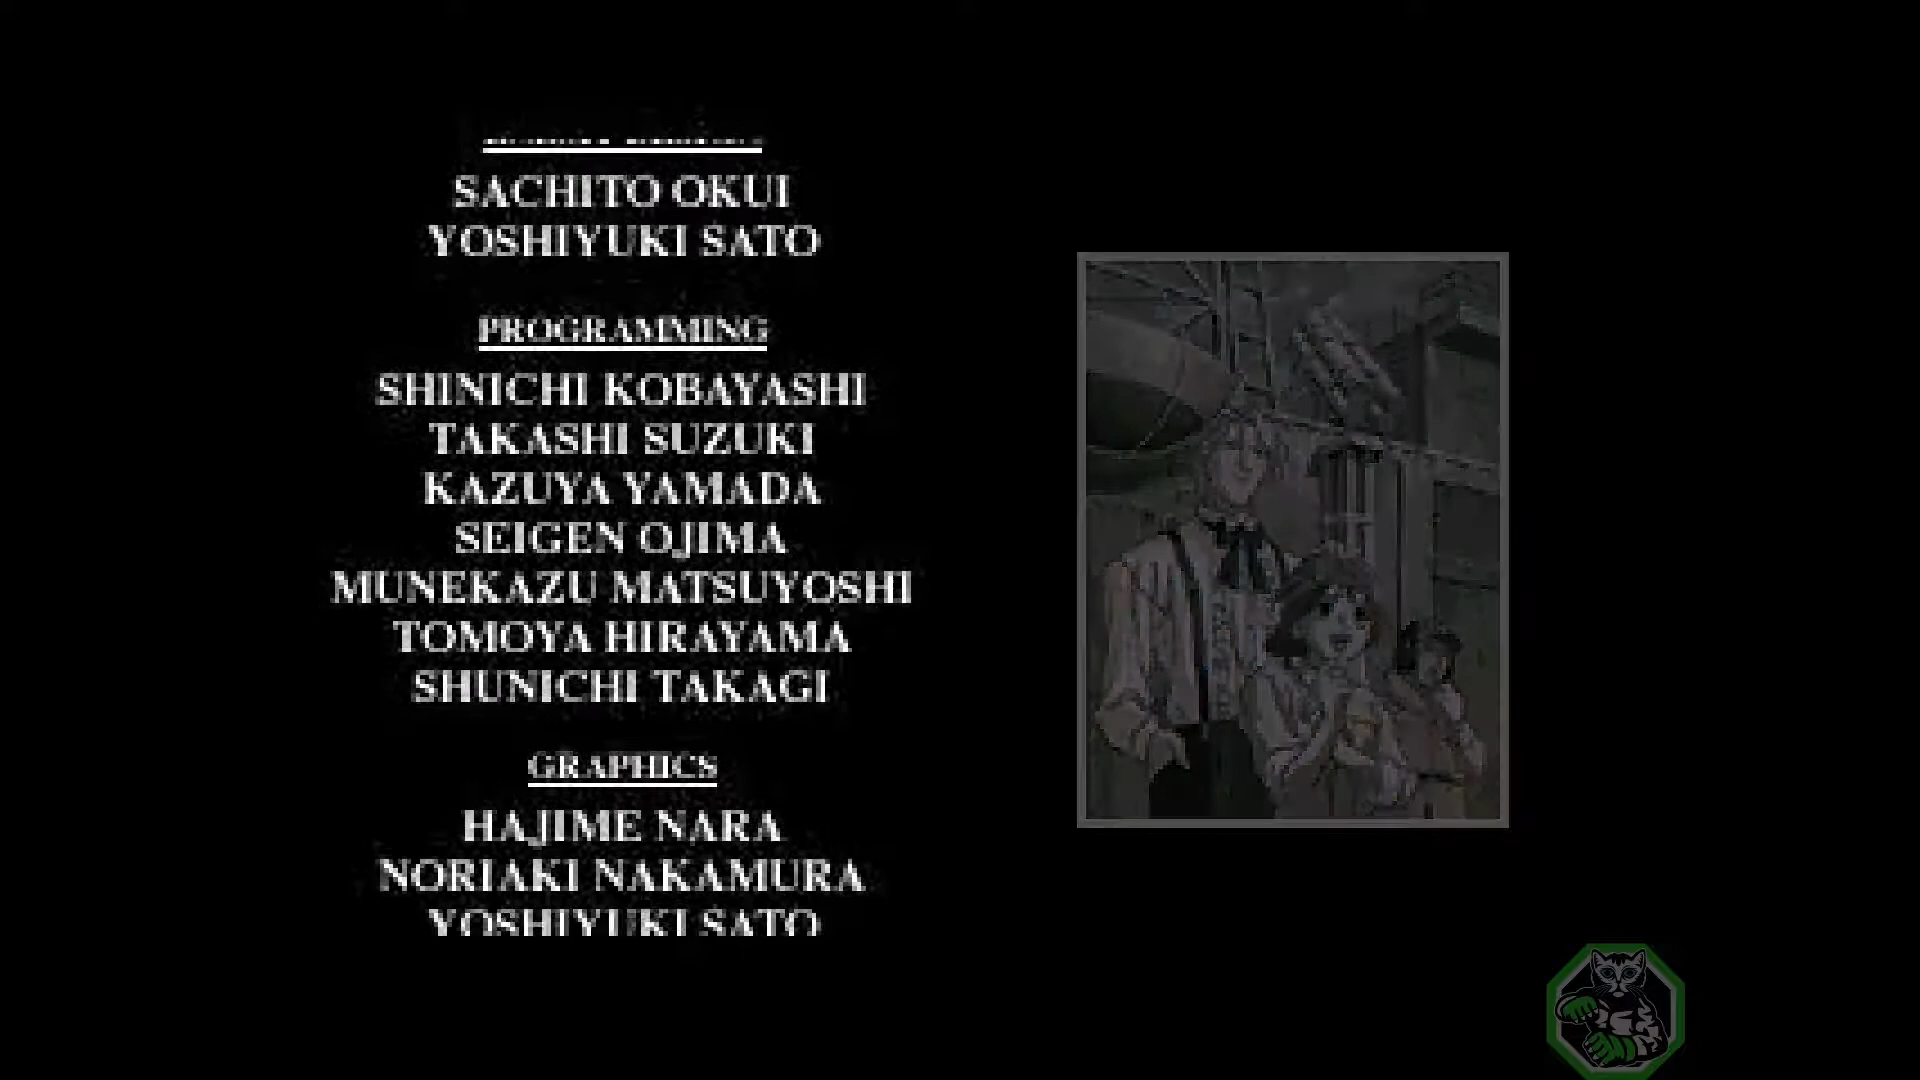 SACHITO OKUI
YOSHIYUKI SATO
PROGRAMMING
SHINICHI KOBAYASHI
TAKASHI SUZUKI
KAZUYA YAMADA
SEIGEN OJIMA
MUNEKAZU MATSUYOSHI
TOMOYA HIRAYAMA
SHUNICHI TAKAGI
GRAPHICS
HAJIME NARA
NORIAKI NAKAMURA
YOSHIYUKI SATO